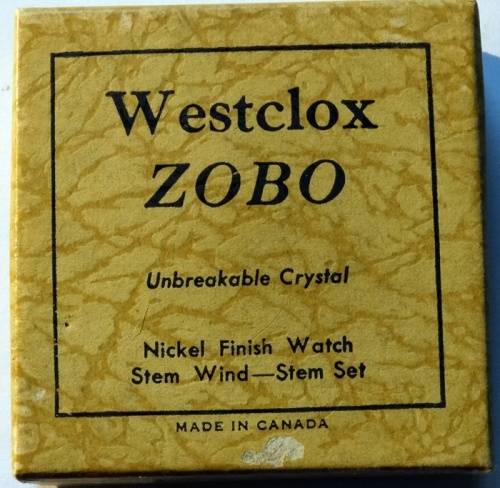 Westclox
ZOBO
Unbreakable Crystal
Nickel Finish Watch
Stem Wind—Stem Set
MADE IN CANADA